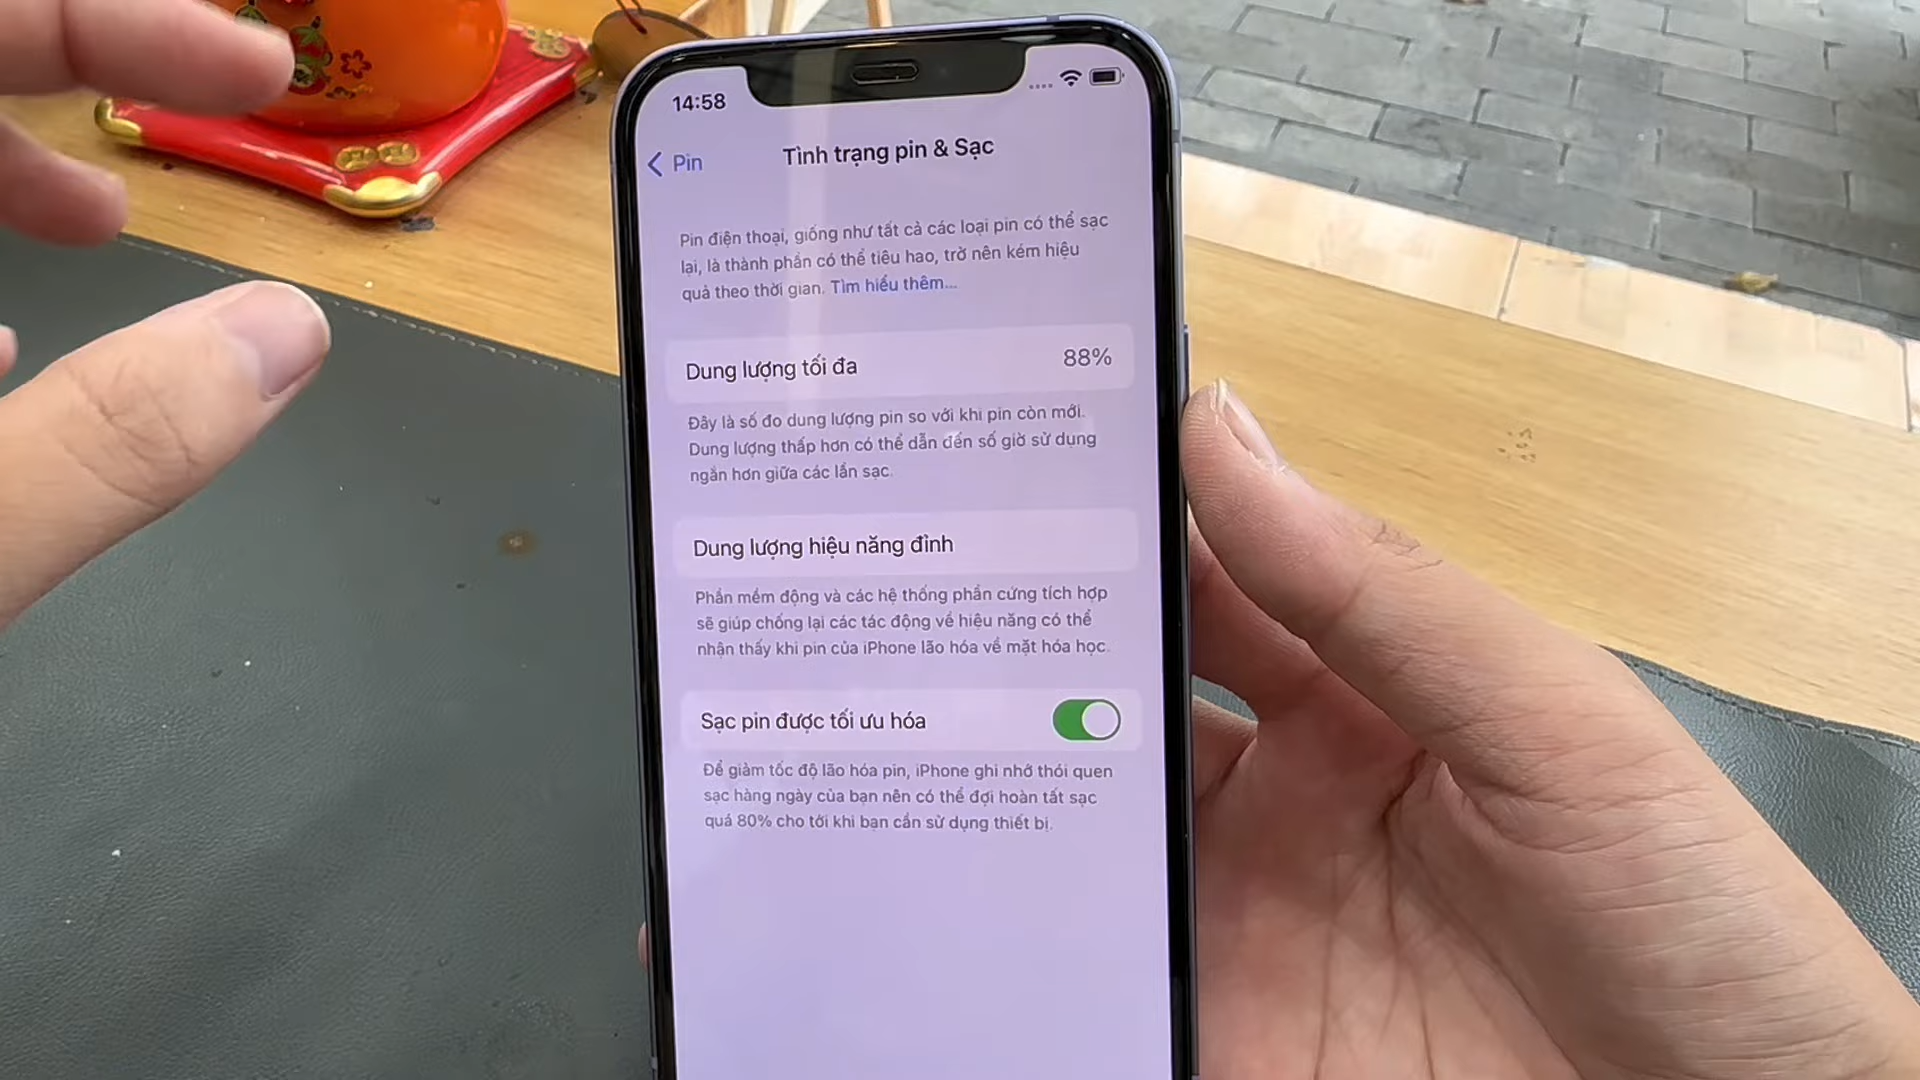 14:58
Pin
Tình trạng pin & Sạc
Pin điện thoại, giống như tất cả các loại pin có thể sạc
lại, là thành phần có thể tiêu hao, trở nên kém hiệu
quả theo thời gian. Tìm hiểu thêm...
Dung lượng tối đa
88%
Đây là số đo dung lượng pin so với khi pin còn mới.
Dung lượng thấp hơn có thể dẫn đến số giờ sử dụng
ngắn hơn giữa các lần sạc.
Dung lượng hiệu năng đỉnh
Phần mềm động và các hệ thống phần cứng tích hợp
sẽ giúp chống lại các tác động về hiệu năng có thể
nhận thấy khi pin của iPhone lão hóa về mặt hóa học.
Sạc pin được tối ưu hóa
Để giảm tốc độ lão hóa pin, iPhone ghi nhớ thói quen
sạc hàng ngày của bạn nên có thể đợi hoàn tất sạc
quá 80% cho tới khi bạn cần sử dụng thiết bị.